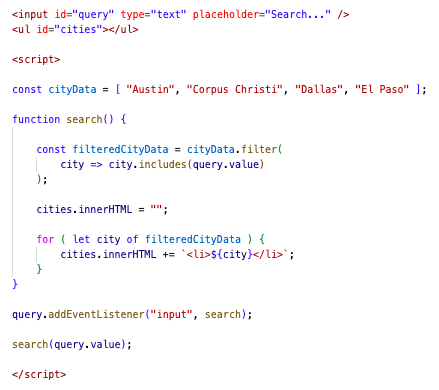 <input id="query" type="text" placeholder="Search..." />
<ul id="cities"></ul>
<script>
const cityData = [ "Austin", "Corpus Christi", "Dallas", "El Paso" ];
function search() {
const filteredCityData = cityData.filter(
city => city.includes(query.value)
);
cities.innerHTML = "";
for ( let city of filteredCityData ) {
cities.innerHTML += `<li>${city}</li>`;
}
}
query.addEventListener("input", search);
search(query.value);
</script>